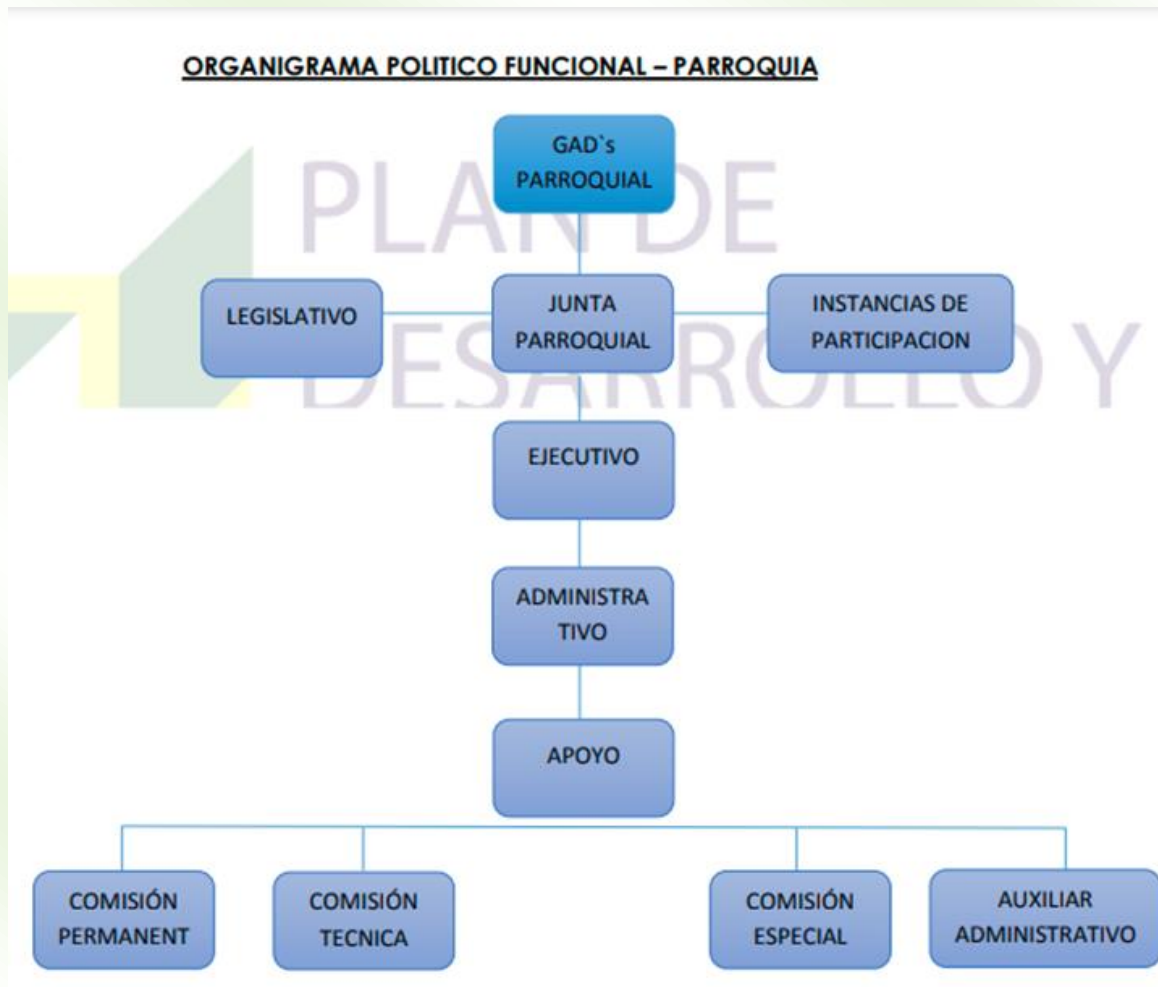 ORGANIGRAMA POLITICO FUNCIONAL – PARROQUIA
GAD`s
PARROQUIAL
PLAN DE
LEGISLATIVO
JUNTA
PARROQUIAL
INSTANCIAS DE
PARTICIPACION
DESARROLLO Y
EJECUTIVO
ADMINISTRA
TIVO
APOYO
COMISIÓN
PERMANENT
COMISIÓN
TECNICA
COMISIÓN
ESPECIAL
AUXILIAR
ADMINISTRATIVO